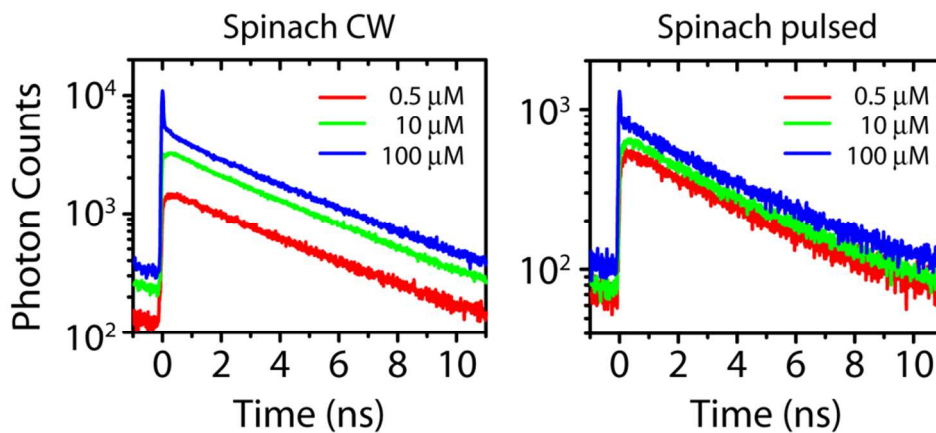 Spinach CW
Photon Counts
10⁴
10³
10²
0.5 μM
10 μM
100 μM
0 2 4 6 8 10
Time (ns)
Spinach pulsed
10³
10²
0.5 μM
10 μM
100 μM
0 2 4 6 8 10
Time (ns)